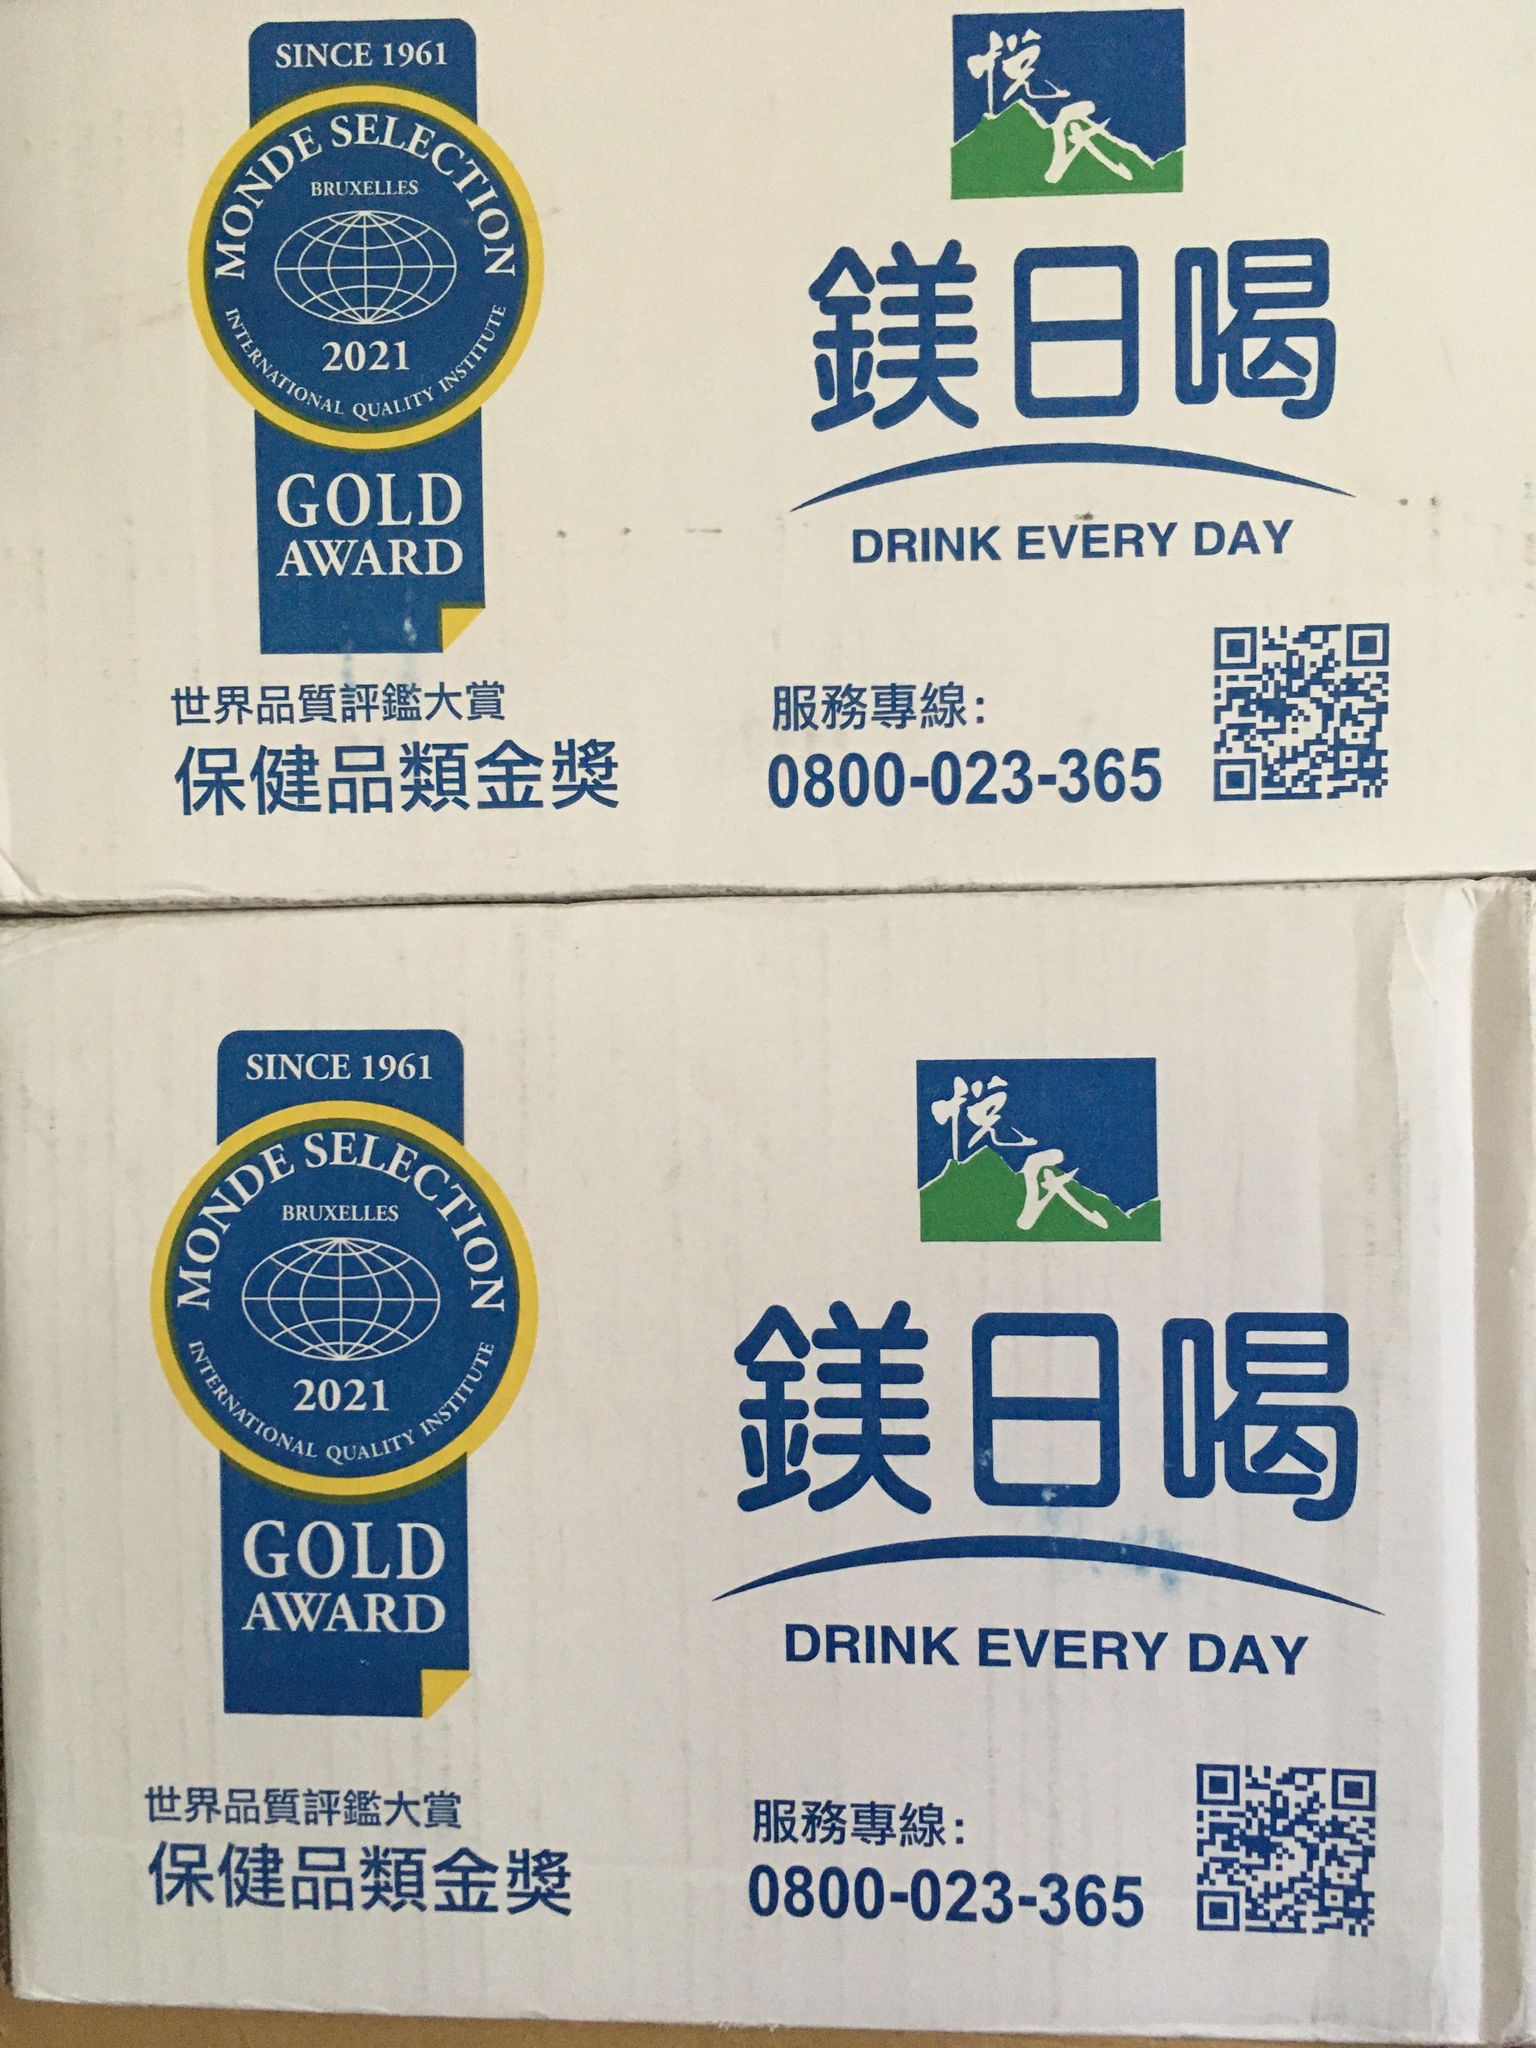 SINCE 1961
MONDE SELECTION
BRUXELLES
2021
INTERNATIONAL QUALITY INSTITUTE
GOLD
AWARD
世界品質評鑑大賞
保健品類金獎
悅氏
鎂日喝
DRINK EVERY DAY
服務專線：
0800-023-365
SINCE 1961
MONDE SELECTION
BRUXELLES
2021
INTERNATIONAL QUALITY INSTITUTE
GOLD
AWARD
世界品質評鑑大賞
保健品類金獎
悅氏
鎂日喝
DRINK EVERY DAY
服務專線：
0800-023-365